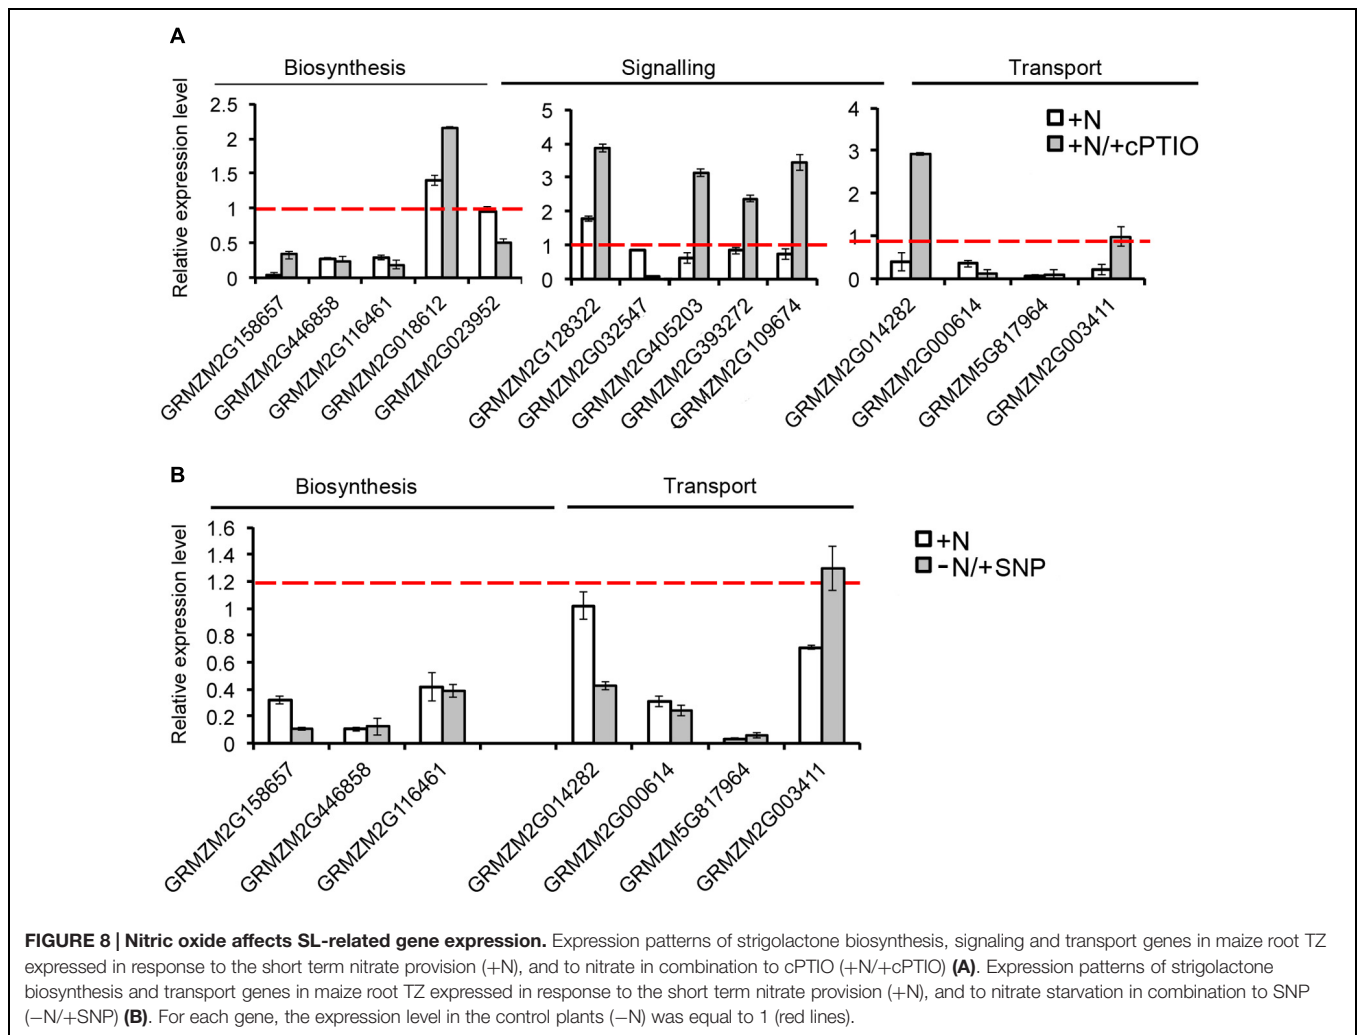 A
Biosynthesis
Signalling
Transport
Relative expression level
2.5
2
1.5
1
0.5
0
GRMZM2G158657
GRMZM2G446858
GRMZM2G116461
GRMZM2G018612
GRMZM2G023952
5
4
3
2
1
0
GRMZM2G128322
GRMZM2G032547
GRMZM2G405203
GRMZM2G393272
GRMZM2G109674
4
3
2
1
0
GRMZM2G014282
GRMZM2G000614
GRMZM5G817964
GRMZM2G003411
+N
+N/+cPTIO
B
Biosynthesis
Transport
Relative expression level
1.6
1.4
1.2
1
0.8
0.6
0.4
0.2
0
GRMZM2G158657
GRMZM2G446858
GRMZM2G116461
GRMZM2G014282
GRMZM2G000614
GRMZM5G817964
GRMZM2G003411
+N
-N/+SNP
FIGURE 8 | Nitric oxide affects SL-related gene expression. Expression patterns of strigolactone biosynthesis, signaling and transport genes in maize root TZ
expressed in response to the short term nitrate provision (+N), and to nitrate in combination to cPTIO (+N/+cPTIO) (A). Expression patterns of strigolactone
biosynthesis and transport genes in maize root TZ expressed in response to the short term nitrate provision (+N), and to nitrate starvation in combination to SNP
(−N/+SNP) (B). For each gene, the expression level in the control plants (−N) was equal to 1 (red lines).